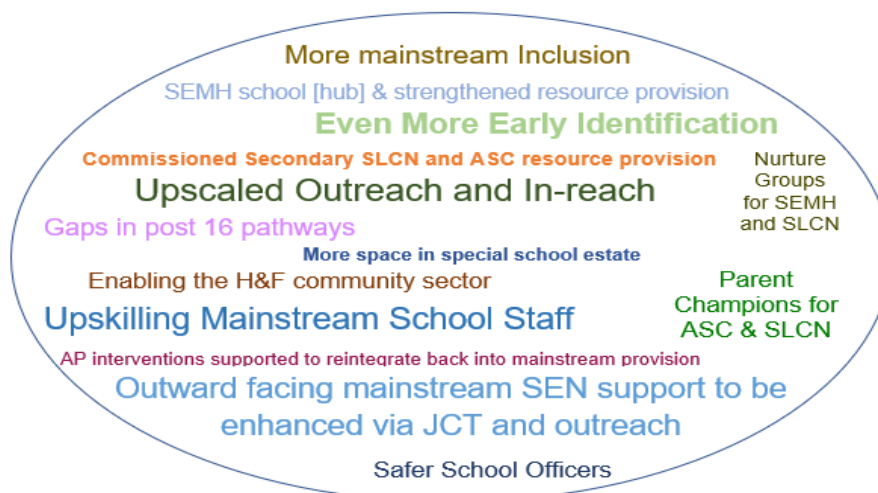 More mainstream Inclusion
SEMH school [hub] & strengthened resource provision
Even More Early Identification
Commissioned Secondary SLCN and ASC resource provision
Nurture
Groups
for SEMH
and SLCN
Upscaled Outreach and In-reach
Gaps in post 16 pathways
More space in special school estate
Enabling the H&F community sector
Parent
Champions for
ASC & SLCN
Upskilling Mainstream School Staff
AP interventions supported to reintegrate back into mainstream provision
Outward facing mainstream SEN support to be
enhanced via JCT and outreach
Safer School Officers